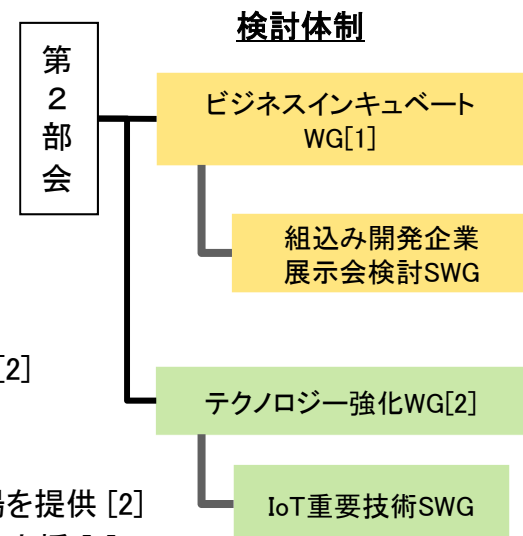 検討体制
第
2
部
会
ビジネスインキュベート
WG[1]
組込み開発企業
展示会検討SWG
[2]
テクノロジー強化WG[2]
を提供 [2]
IoT重要技術SWG